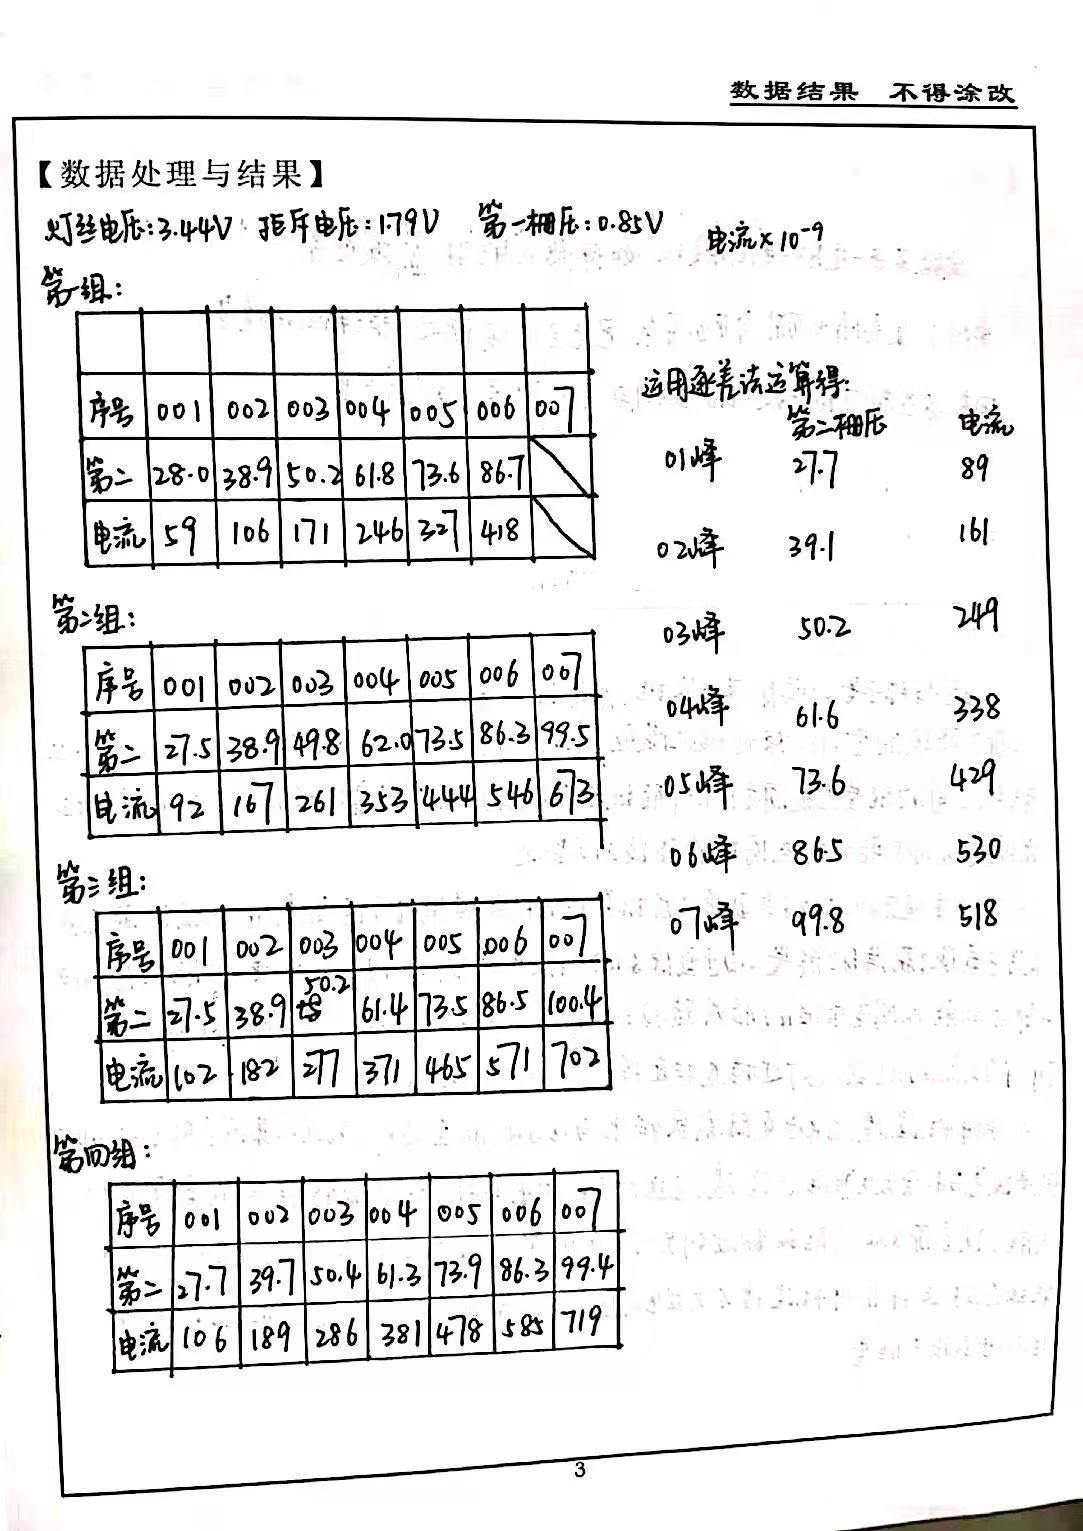 数据结果 不得涂改
【数据处理与结果】
灯丝电压:3.44V 拒斥电压:1.79V 第一栅压:0.85V 电流×10⁻⁹
第一组:
序号 001 002 003 004 005 006 007
第二 28.0 38.9 50.2 61.8 73.6 86.7
电流 59 106 171 246 327 418
第二组:
序号 001 002 003 004 005 006 007
第二 27.5 38.9 49.8 62.0 73.5 86.3 99.5
电流 92 167 261 353 444 546 673
第三组:
序号 001 002 003 004 005 006 007
第二 27.5 38.9 50.2 61.4 73.5 86.5 100.4
电流 102 182 277 371 465 571 702
第四组:
序号 001 002 003 004 005 006 007
第二 27.7 39.7 50.4 61.3 73.9 86.3 99.4
电流 106 189 286 381 478 585 719
运用逐差法运算得:
第二栅压 电流
01峰 27.7 89
02峰 39.1 161
03峰 50.2 249
04峰 61.6 338
05峰 73.6 429
06峰 86.5 530
07峰 99.8 518
3